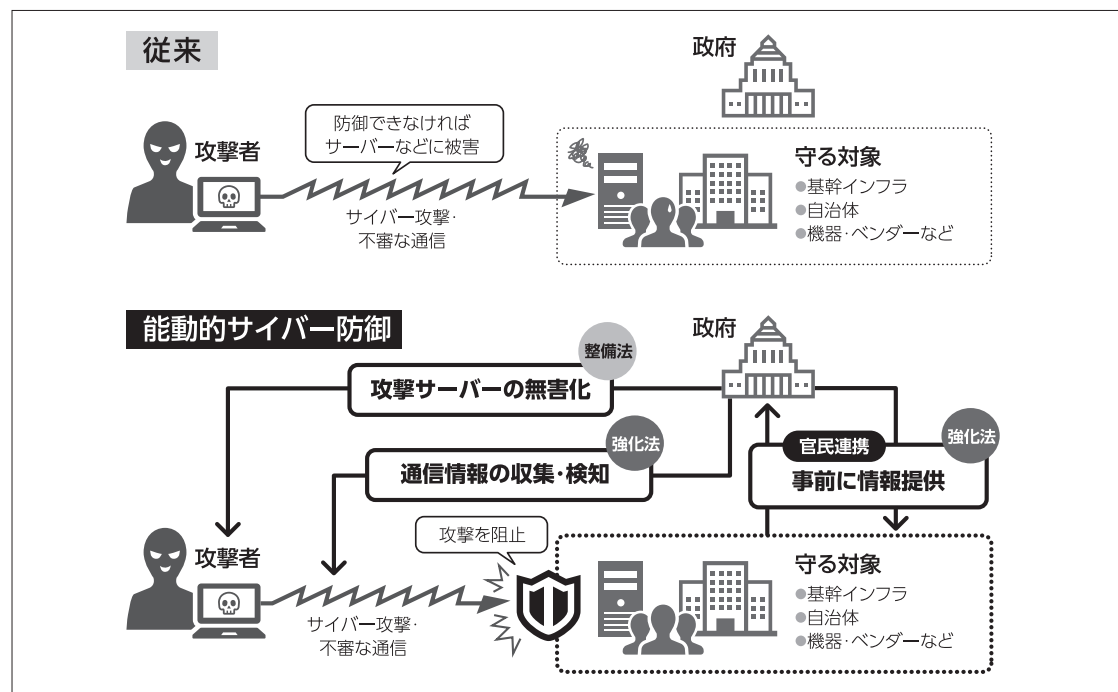 従来
政府
攻撃者
防御できなければ
サーバーなどに被害
サイバー攻撃・
不審な通信
守る対象
●基幹インフラ
●自治体
●機器・ベンダーなど
能動的サイバー防御
政府
整備法
攻撃サーバーの無害化
強化法
通信情報の収集・検知
官民連携
強化法
事前に情報提供
攻撃者
攻撃を阻止
サイバー攻撃・
不審な通信
守る対象
●基幹インフラ
●自治体
●機器・ベンダーなど